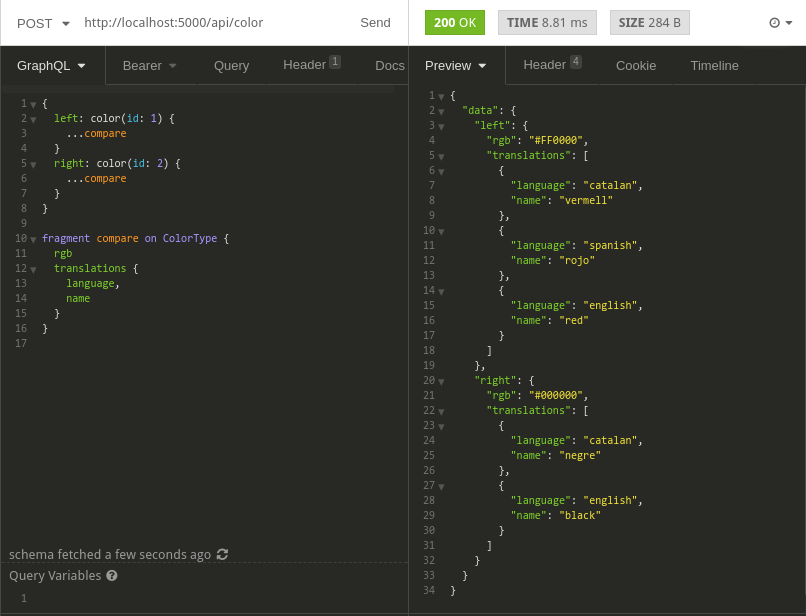 POST http://localhost:5000/api/color Send
200 OK TIME 8.81 ms SIZE 284 B
GraphQL Bearer Query Header 1 Docs
1 {
2 left: color(id: 1) {
3 ...compare
4 }
5 right: color(id: 2) {
6 ...compare
7 }
8 }
9
10 fragment compare on ColorType {
11 rgb
12 translations {
13 language,
14 name
15 }
16 }
17
schema fetched a few seconds ago
Query Variables ?
1
Preview Header 4 Cookie Timeline
1 {
2 "data": {
3 "left": {
4 "rgb": "#FF0000",
5 "translations": [
6 {
7 "language": "catalan",
8 "name": "vermell"
9 },
10 {
11 "language": "spanish",
12 "name": "rojo"
13 },
14 {
15 "language": "english",
16 "name": "red"
17 }
18 ]
19 },
20 "right": {
21 "rgb": "#000000",
22 "translations": [
23 {
24 "language": "catalan",
25 "name": "negre"
26 },
27 {
28 "language": "english",
29 "name": "black"
30 }
31 ]
32 }
33 }
34 }